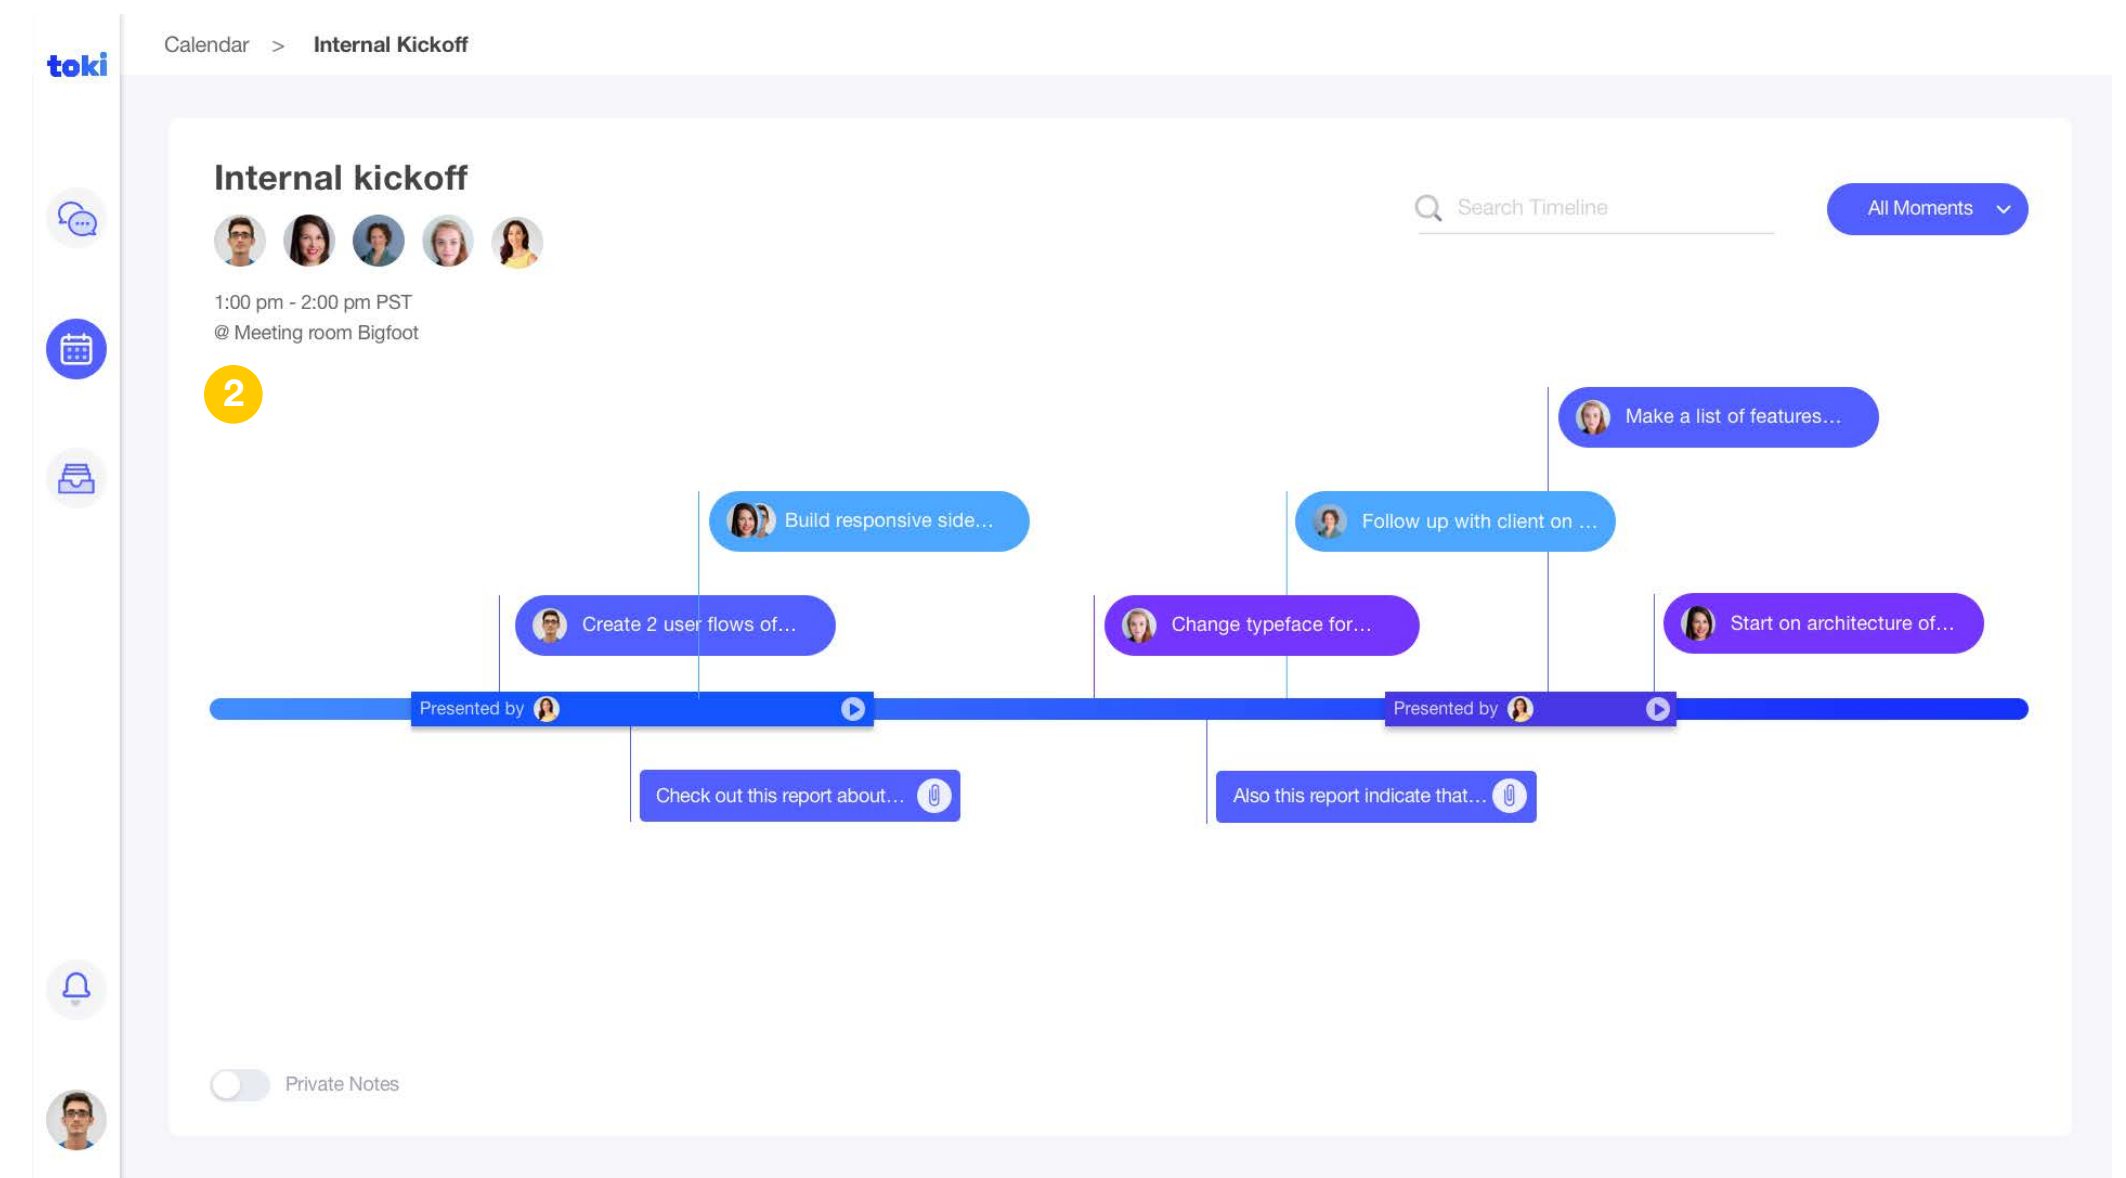 toki
Calendar > Internal Kickoff
Internal kickoff
Search Timeline
All Moments
1:00 pm - 2:00 pm PST
@ Meeting room Bigfoot
2
Make a list of features...
Build responsive side...
Follow up with client on ...
Create 2 user flows of...
Change typeface for...
Start on architecture of...
Presented by
Presented by
Check out this report about...
Also this report indicate that...
Private Notes